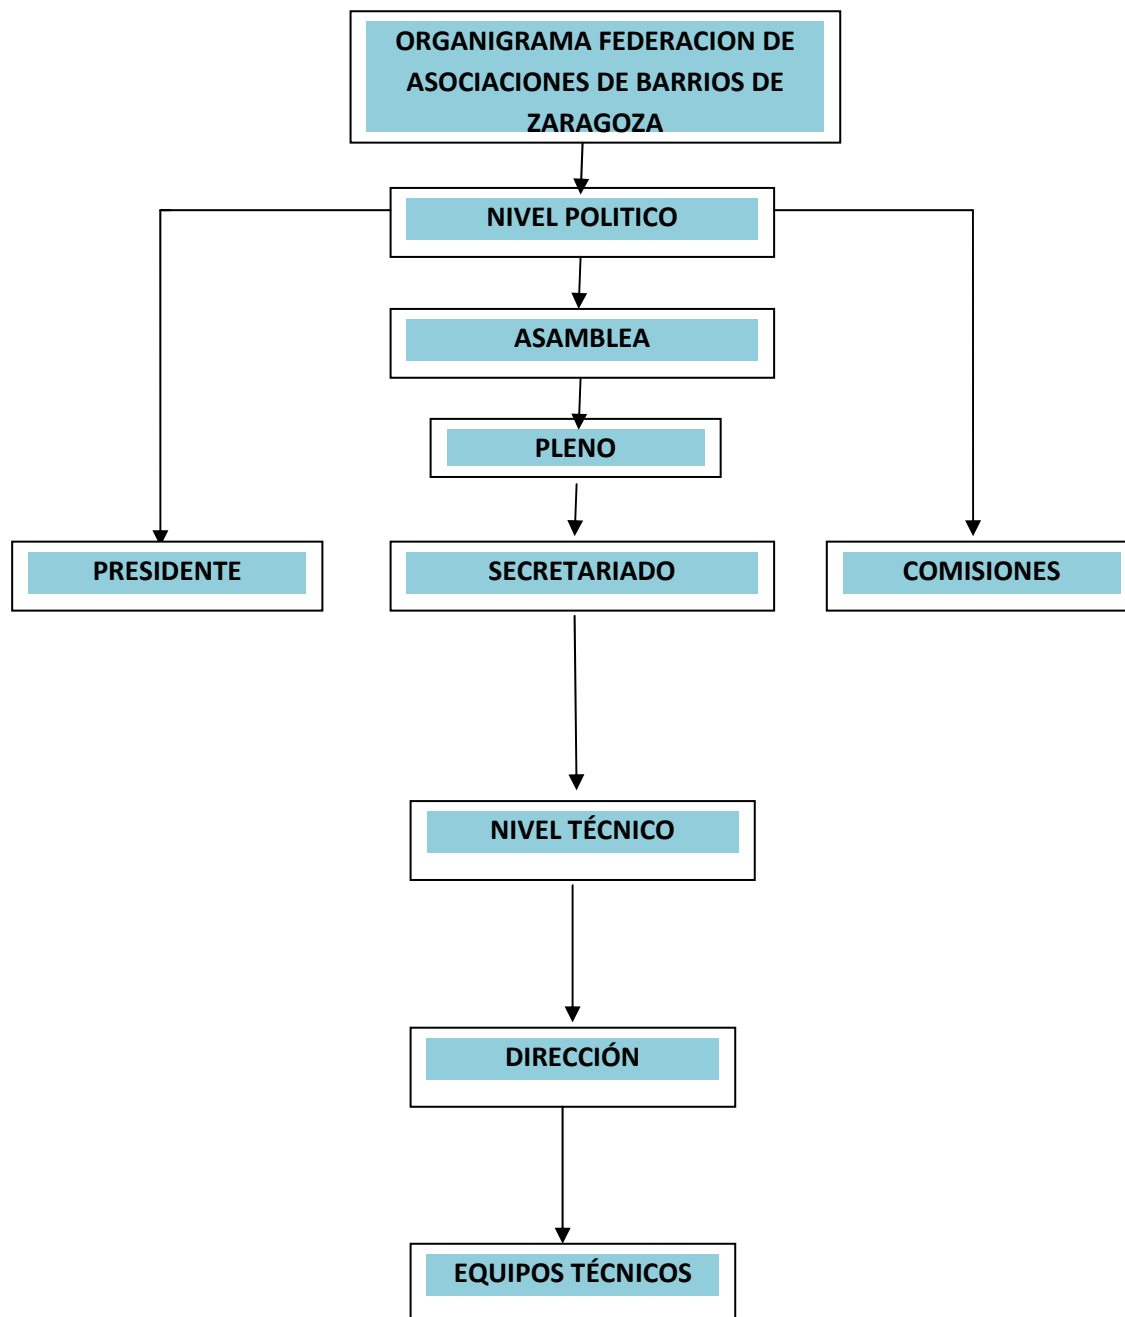 ORGANIGRAMA FEDERACION DE
ASOCIACIONES DE BARRIOS DE
ZARAGOZA
NIVEL POLITICO
ASAMBLEA
PLENO
PRESIDENTE
SECRETARIADO
COMISIONES
NIVEL TÉCNICO
DIRECCIÓN
EQUIPOS TÉCNICOS